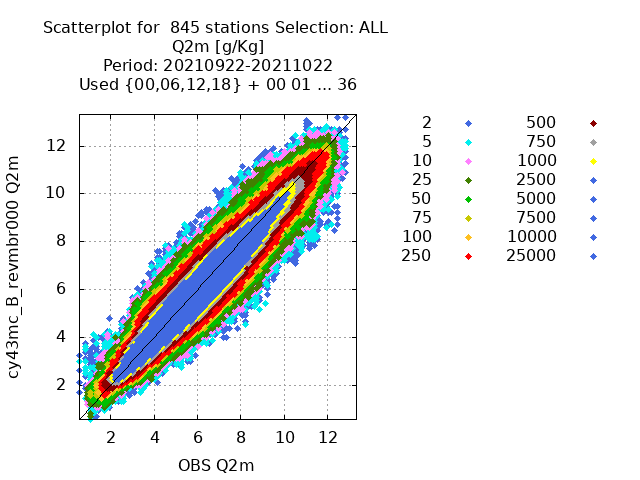 Scatterplot for  845 stations Selection: ALL
Q2m [g/Kg]
Period: 20210922-20211022
Used {00,06,12,18} + 00 01 ... 36
cy43mc_B_revmbr000 Q2m
12
10
8
6
4
2
2 4 6 8 10 12
OBS Q2m
2 500
5 750
10 1000
25 2500
50 5000
75 7500
100 10000
250 25000